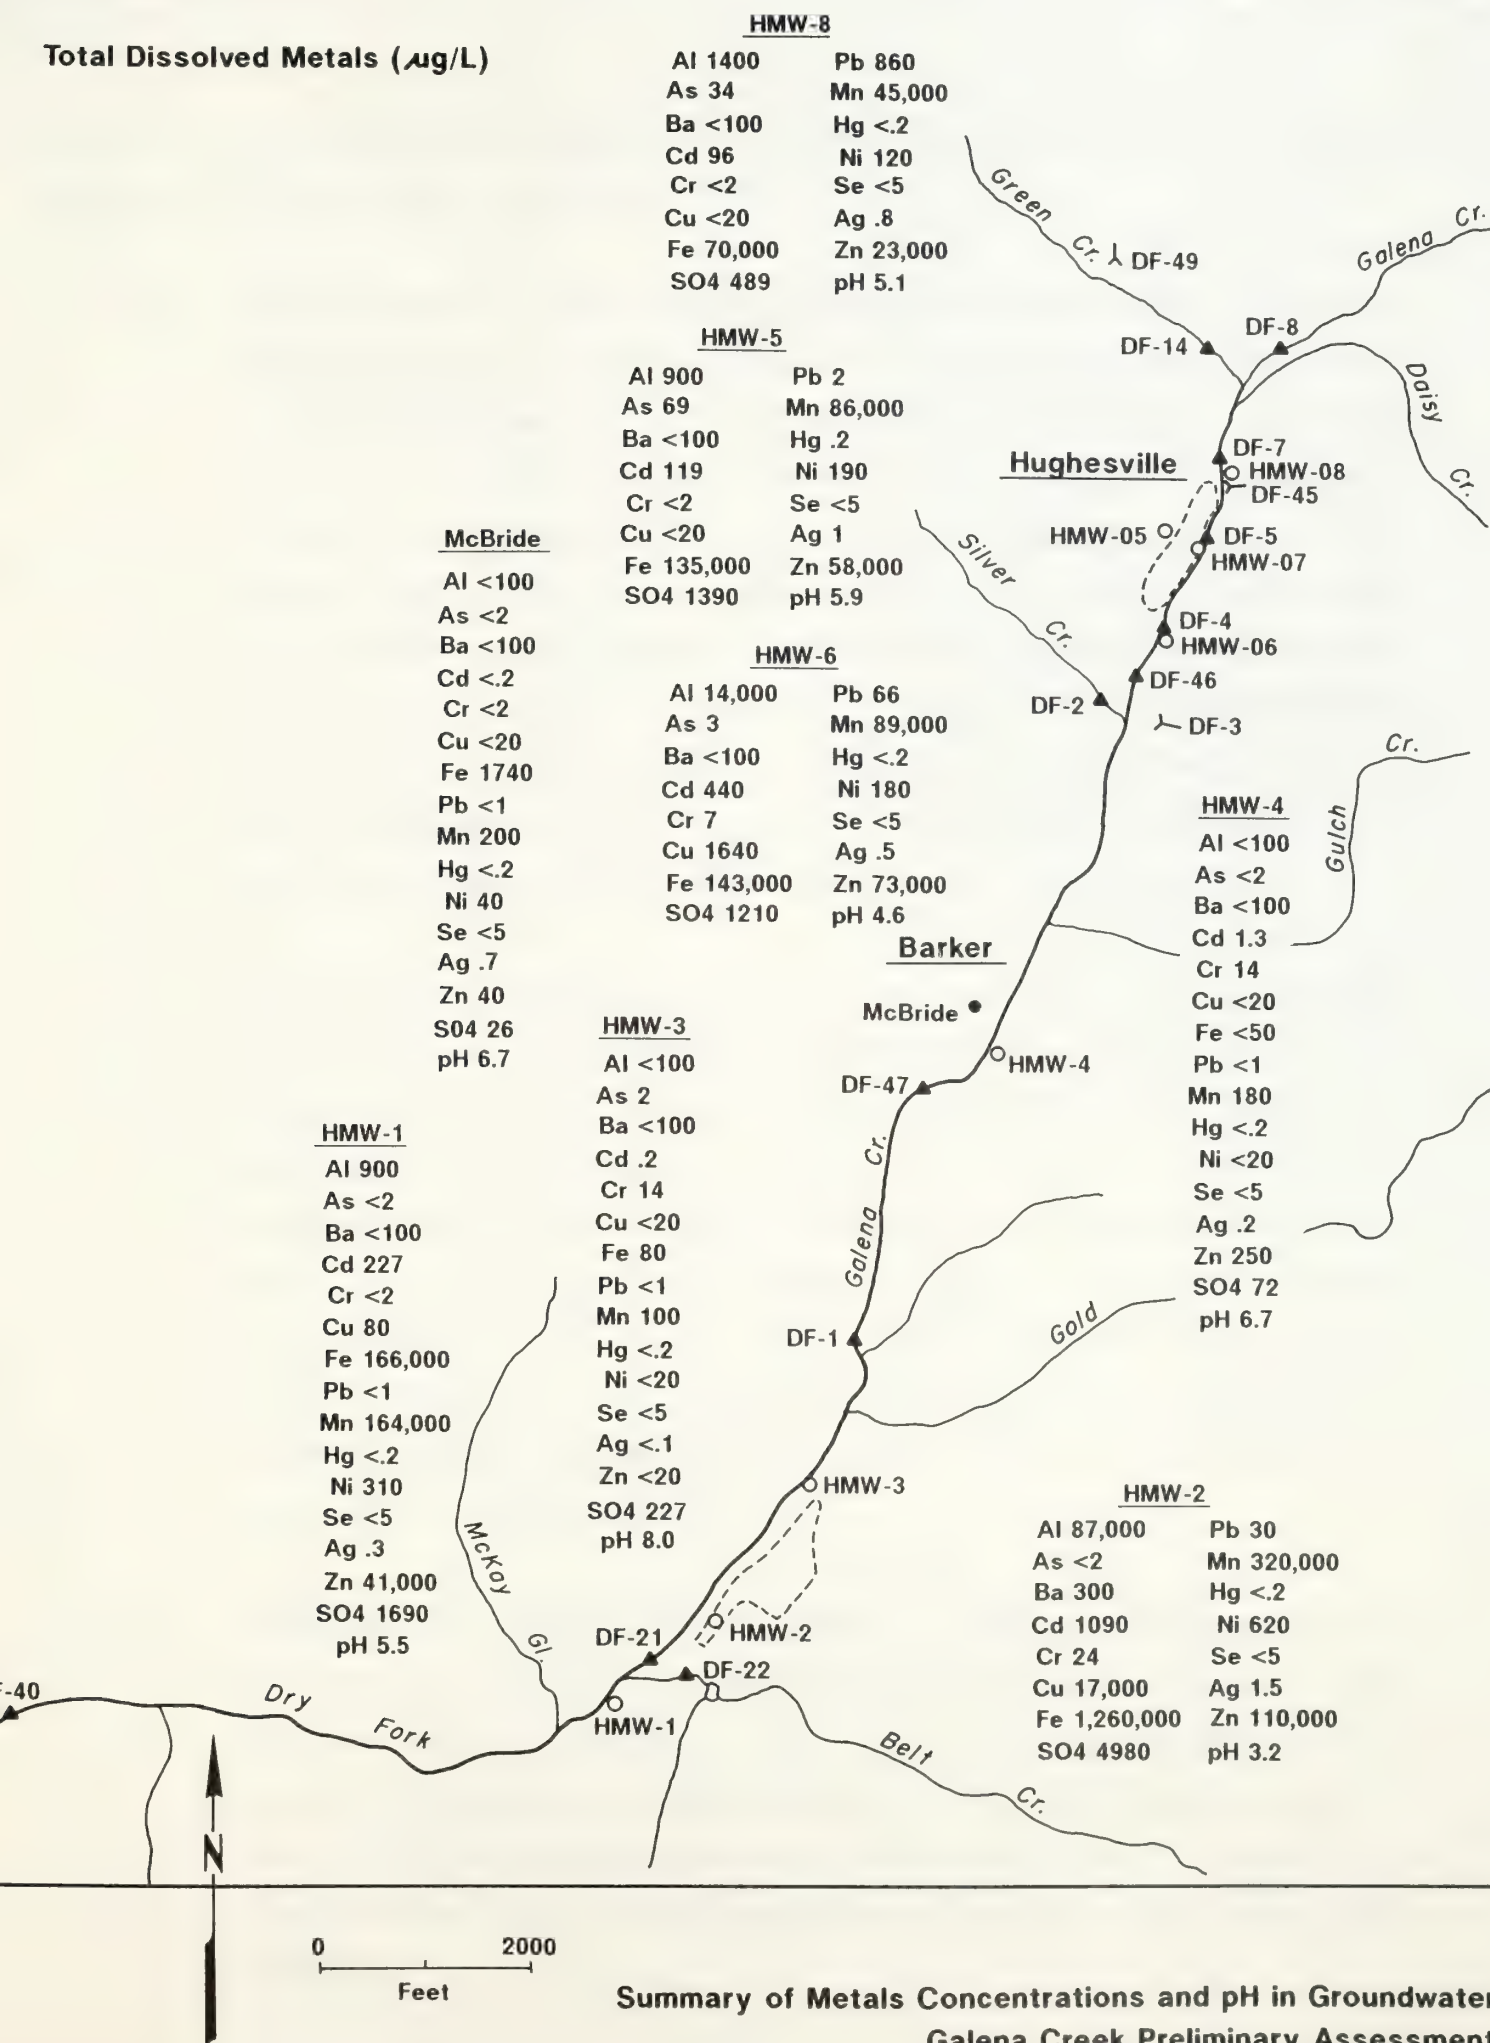 Total Dissolved Metals (µg/L)
HMW-8
Al 1400 Pb 860
As 34 Mn 45,000
Ba <100 Hg <.2
Cd 96 Ni 120
Cr <2 Se <5
Cu <20 Ag .8
Fe 70,000 Zn 23,000
SO4 489 pH 5.1
HMW-5
Al 900 Pb 2
As 69 Mn 86,000
Ba <100 Hg .2
Cd 119 Ni 190
Cr <2 Se <5
Cu <20 Ag 1
Fe 135,000 Zn 58,000
SO4 1390 pH 5.9
HMW-6
Al 14,000 Pb 66
As 3 Mn 89,000
Ba <100 Hg <.2
Cd 440 Ni 180
Cr 7 Se <5
Cu 1640 Ag .5
Fe 143,000 Zn 73,000
SO4 1210 pH 4.6
McBride
Al <100
As <2
Ba <100
Cd <.2
Cr <2
Cu <20
Fe 1740
Pb <1
Mn 200
Hg <.2
Ni 40
Se <5
Ag .7
Zn 40
SO4 26
pH 6.7
HMW-3
Al <100
As 2
Ba <100
Cd .2
Cr 14
Cu <20
Fe 80
Pb <1
Mn 100
Hg <.2
Ni <20
Se <5
Ag <.1
Zn <20
SO4 227
pH 8.0
HMW-1
Al 900
As <2
Ba <100
Cd 227
Cr <2
Cu 80
Fe 166,000
Pb <1
Mn 164,000
Hg <.2
Ni 310
Se <5
Ag .3
Zn 41,000
SO4 1690
pH 5.5
HMW-4
Al <100
As <2
Ba <100
Cd 1.3
Cr 14
Cu <20
Fe <50
Pb <1
Mn 180
Hg <.2
Ni <20
Se <5
Ag .2
Zn 250
SO4 72
pH 6.7
HMW-2
Al 87,000 Pb 30
As <2 Mn 320,000
Ba 300 Hg <.2
Cd 1090 Ni 620
Cr 24 Se <5
Cu 17,000 Ag 1.5
Fe 1,260,000 Zn 110,000
SO4 4980 pH 3.2
Green Cr.
DF-49
Galena Cr.
DF-14
DF-8
Daisy Cr.
DF-7
Hughesville
HMW-08
DF-45
HMW-05
DF-5
HMW-07
Silver Cr.
DF-4
HMW-06
DF-46
DF-2
DF-3
Gulch Cr.
Barker
McBride
HMW-4
DF-47
Galena Cr.
DF-1
Gold
HMW-3
McKay Gl.
HMW-2
DF-21
DF-22
-40
Dry Fork
HMW-1
Belt Cr.
N
0 2000
Feet
Summary of Metals Concentrations and pH in Groundwater
Galena Creek Preliminary Assessment